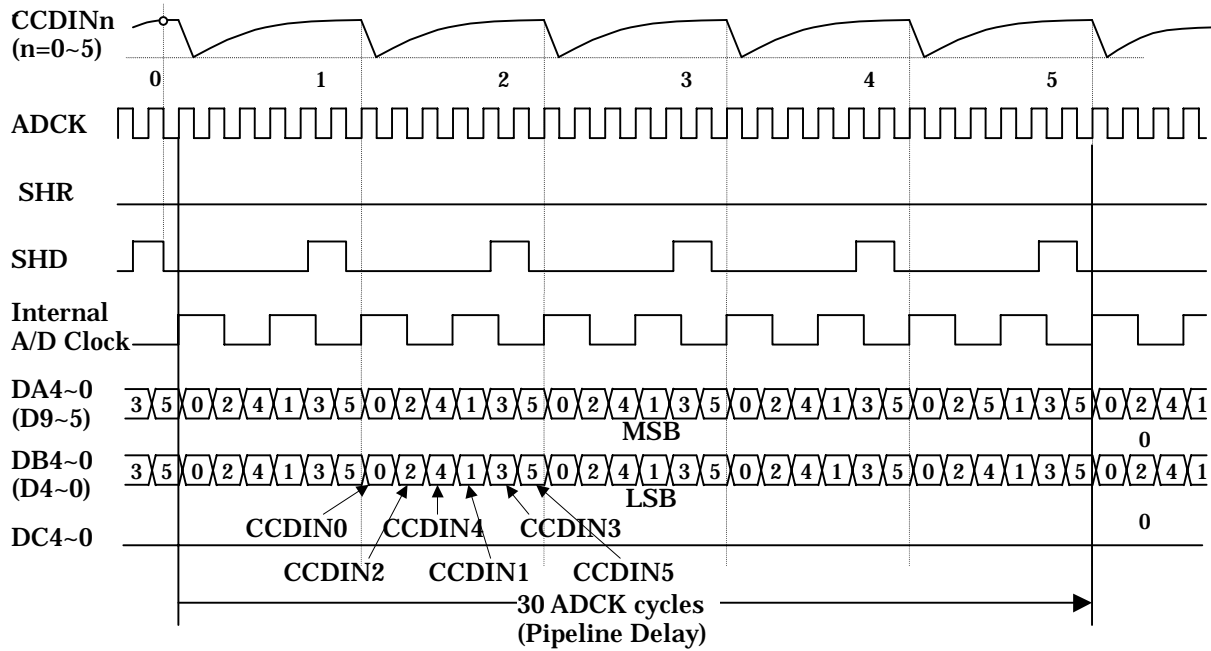 CCDINn
(n=0~5)
0 1 2 3 4 5
ADCK
SHR
SHD
Internal
A/D Clock
DA4~0
(D9~5)
3 5 0 2 4 1 3 5 0 2 4 1 3 5 0 2 4 1 3 5 0 2 4 1 3 5 0 2 5 1 3 5 0 2 4 1
MSB
0
DB4~0
(D4~0)
3 5 0 2 4 1 3 5 0 2 4 1 3 5 0 2 4 1 3 5 0 2 4 1 3 5 0 2 4 1 3 5 0 2 4 1
LSB
0
CCDIN0 CCDIN4 CCDIN3
DC4~0
CCDIN2 CCDIN1 CCDIN5
30 ADCK cycles
(Pipeline Delay)